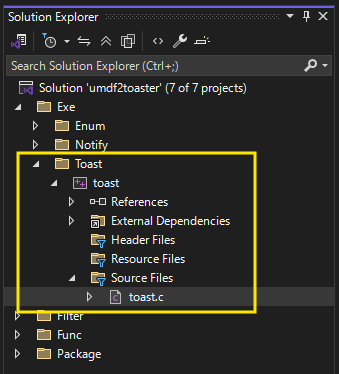 Solution Explorer
Search Solution Explorer (Ctrl+;)
Solution 'umdf2toaster' (7 of 7 projects)
Exe
Enum
Notify
Toast
toast
References
External Dependencies
Header Files
Resource Files
Source Files
toast.c
Filter
Func
Package